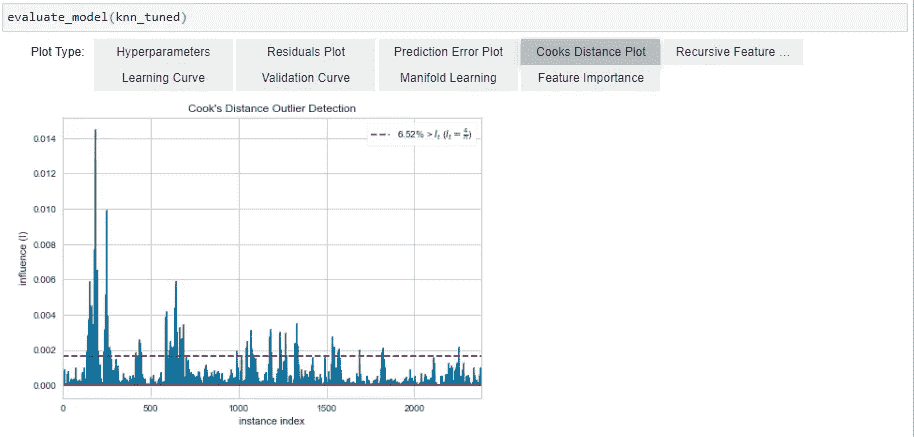 evaluate_model(knn_tuned)
Plot Type: Hyperparameters Residuals Plot Prediction Error Plot Cooks Distance Plot Recursive Feature ...
Learning Curve Validation Curve Manifold Learning Feature Importance
Cook's Distance Outlier Detection
6.52% > I_t (I_t = 4/n)
0.014
0.012
0.010
0.008
0.006
0.004
0.002
0.000
influence (I)
0 500 1000 1500 2000
instance index